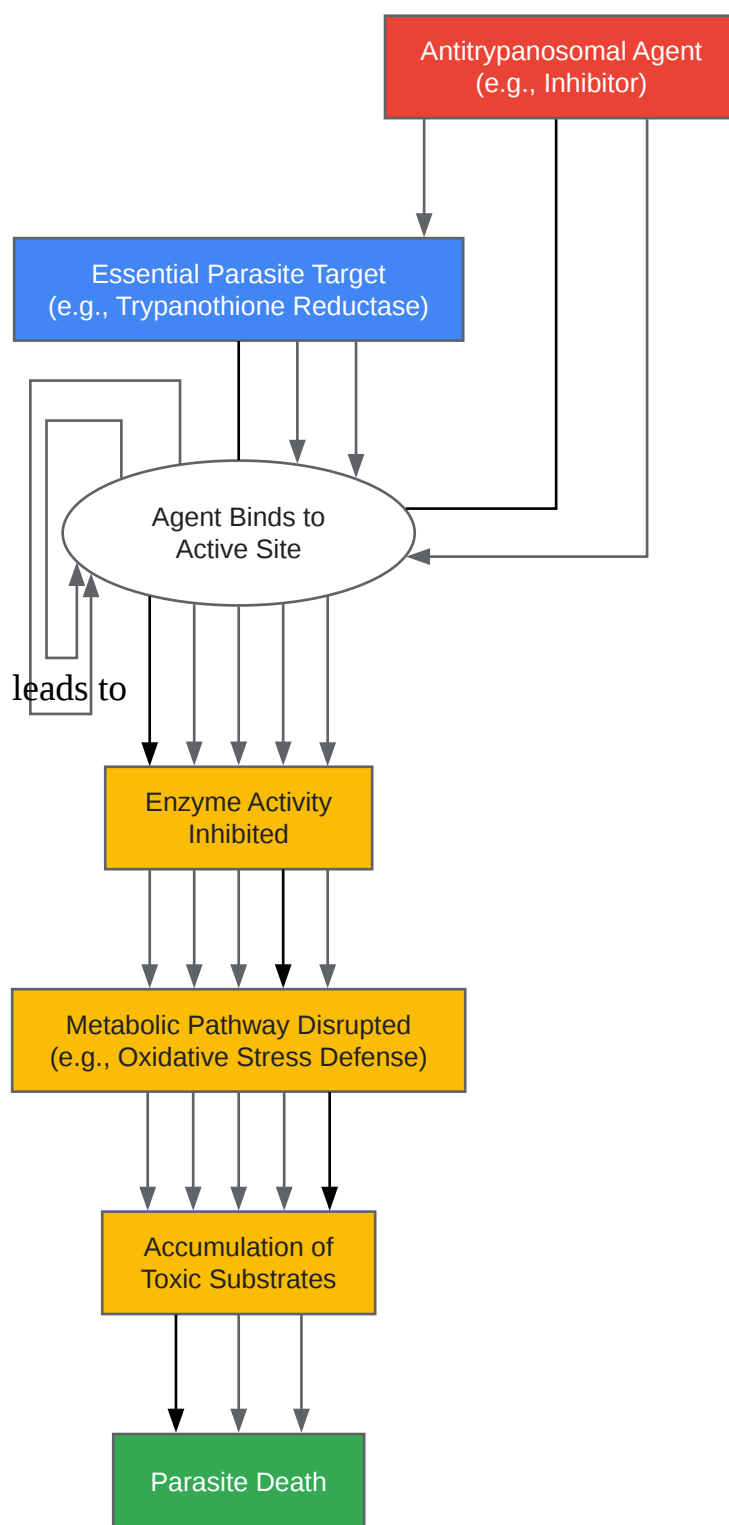 Antitrypanosomal Agent
(e.g., Inhibitor)
Essential Parasite Target
(e.g., Trypanothione Reductase)
Agent Binds to
Active Site
leads to
Enzyme Activity
Inhibited
Metabolic Pathway Disrupted
(e.g., Oxidative Stress Defense)
Accumulation of
Toxic Substrates
Parasite Death